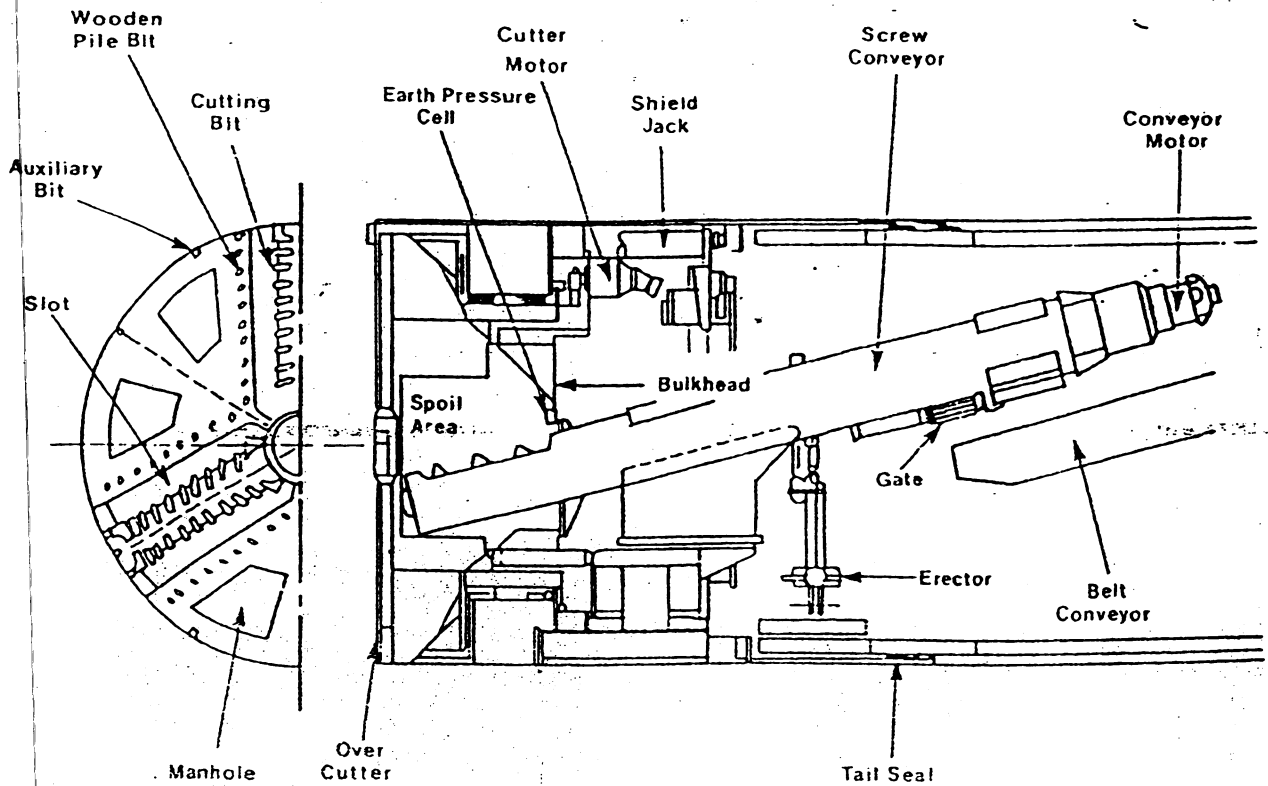 Wooden
Pile Bit
Cutting
Bit
Auxiliary
Bit
Slot
Manhole
Cutter
Motor
Earth Pressure
Cell
Shield
Jack
Screw
Conveyor
Conveyor
Motor
Bulkhead
Spoil
Area
Gate
Erector
Belt
Conveyor
Over
Cutter
Tail Seal